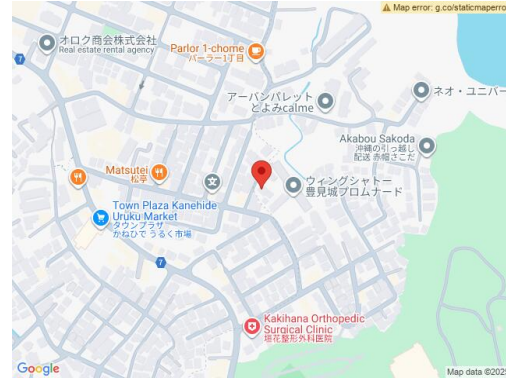 Map error: g.co/staticmaperro
オロク商会株式会社
Real estate rental agency
7
Parlor 1-chome
パーラー1丁目
アーバンパレット
とよみcalme
ネオ・ユニバー
Akabou Sakoda
沖縄の引っ越し
配送 赤帽さこだ
Matsutei
松亭
文
ウィングシャトー
豊見城プロムナード
Town Plaza Kanehide
Uruku Market
タウンプラザ
かねひで うるく市場
7
Kakihana Orthopedic
Surgical Clinic
垣花整形外科医院
Google
Map data ©2025